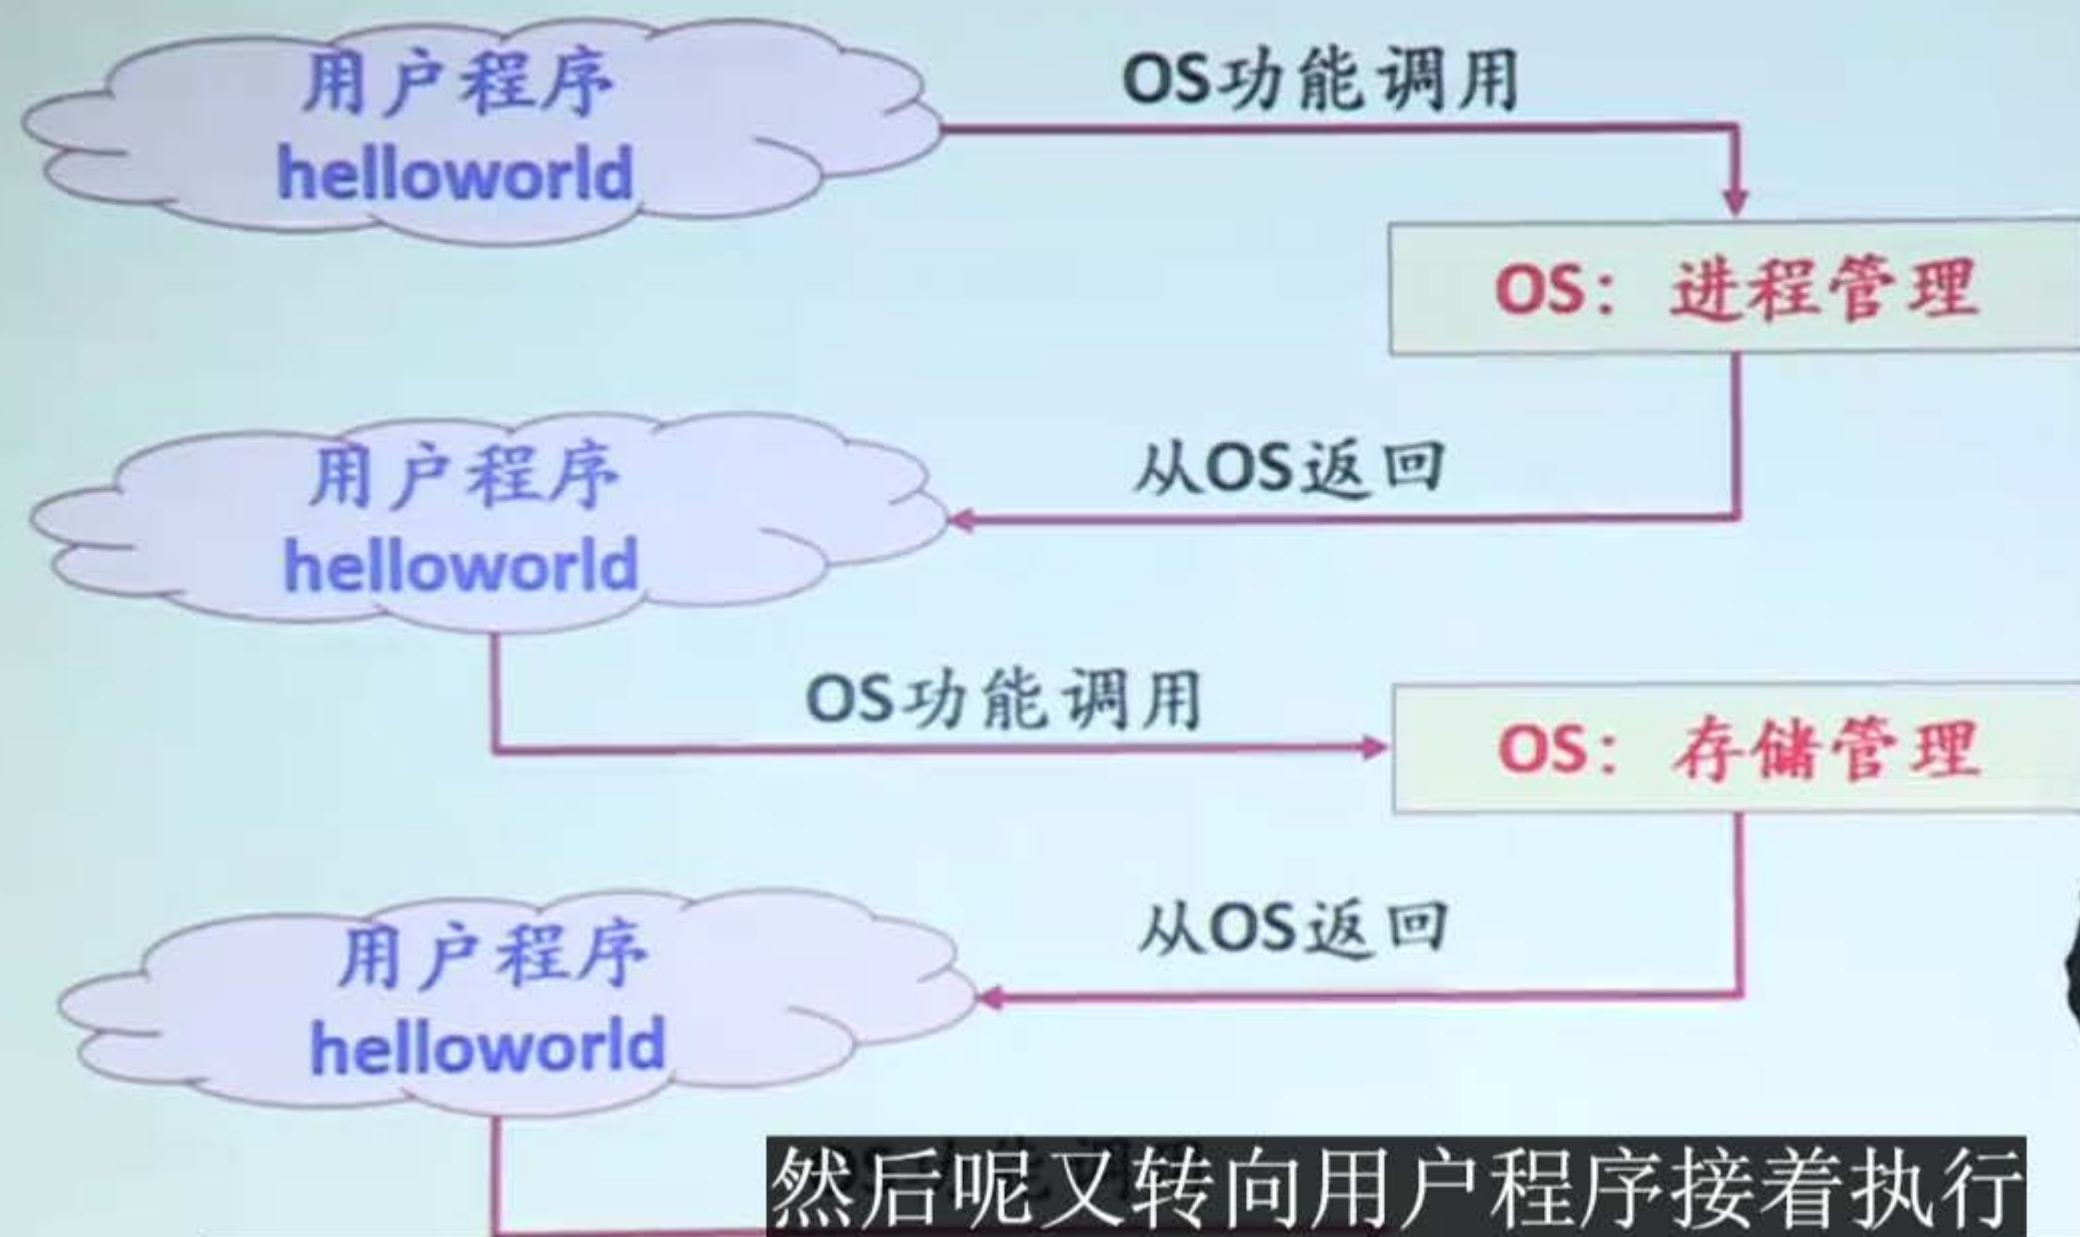 用户程序
helloworld
OS功能调用
OS：进程管理
用户程序
helloworld
从OS返回
OS功能调用
OS：存储管理
用户程序
helloworld
从OS返回
然后呢又转向用户程序接着执行